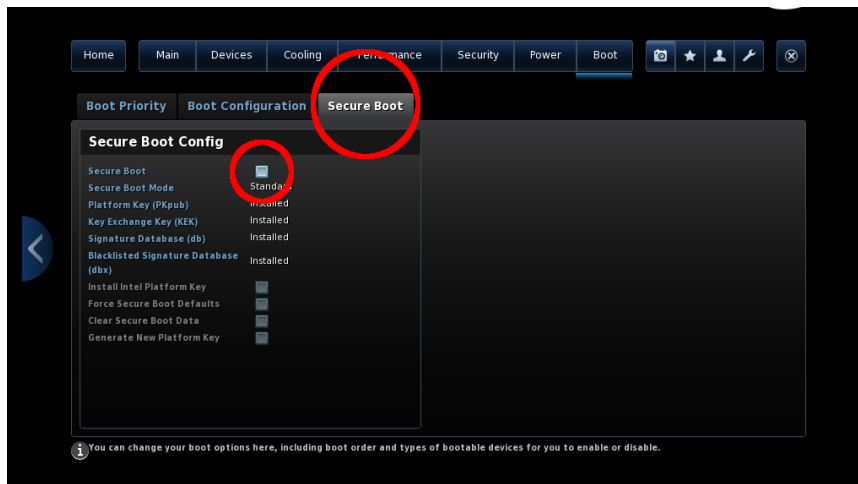 Home Main Devices Cooling Performance Security Power Boot
Boot Priority Boot Configuration Secure Boot
Secure Boot Config
Secure Boot
Secure Boot Mode Standard
Platform Key (PKpub) Installed
Key Exchange Key (KEK) Installed
Signature Database (db) Installed
Blacklisted Signature Database
(dbx) Installed
Install Intel Platform Key
Force Secure Boot Defaults
Clear Secure Boot Data
Generate New Platform Key
You can change your boot options here, including boot order and types of bootable devices for you to enable or disable.